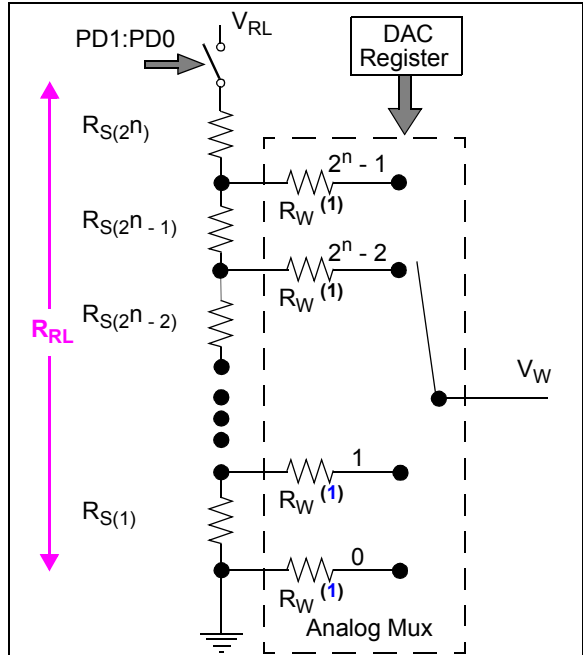 V_RL
PD1:PD0
DAC
Register
R_S(2^n)
2^n - 1
R_W (1)
R_S(2^n - 1)
2^n - 2
R_W (1)
R_S(2^n - 2)
R_RL
V_W
1
R_W (1)
R_S(1)
0
R_W (1)
Analog Mux